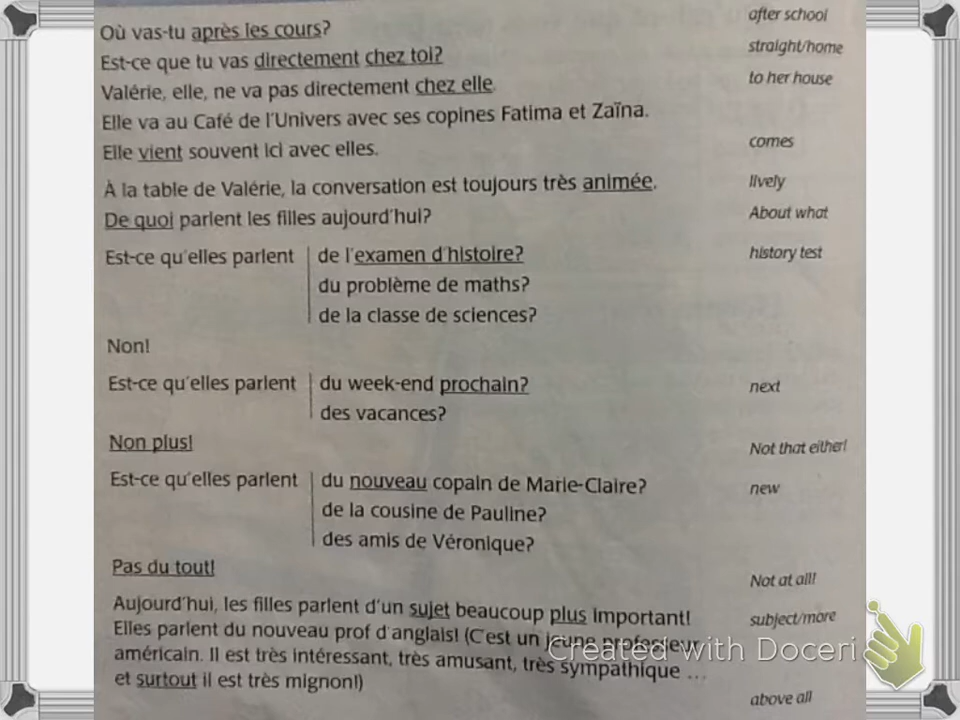 Où vas-tu après les cours? after school
Est-ce que tu vas directement chez toi? straight/home
Valérie, elle, ne va pas directement chez elle. to her house
Elle va au Café de l'Univers avec ses copines Fatima et Zaïna.
Elle vient souvent ici avec elles. comes
À la table de Valérie, la conversation est toujours très animée. lively
De quoi parlent les filles aujourd'hui? About what
Est-ce qu'elles parlent de l'examen d'histoire? history test
du problème de maths?
de la classe de sciences?
Non!
Est-ce qu'elles parlent du week-end prochain? next
des vacances?
Non plus! Not that either!
Est-ce qu'elles parlent du nouveau copain de Marie-Claire? new
de la cousine de Pauline?
des amis de Véronique?
Pas du tout! Not at all!
Aujourd'hui, les filles parlent d'un sujet beaucoup plus important! subject/more
Elles parlent du nouveau prof d'anglais! (C'est un jeune professeur
américain. Il est très intéressant, très amusant, très sympathique ...
et surtout il est très mignon!) above all
Created with Doceri